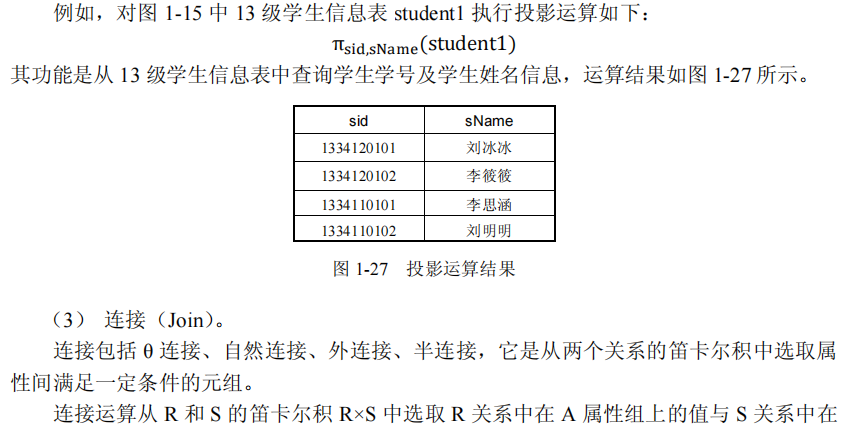 例如，对图 1-15 中 13 级学生信息表 student1 执行投影运算如下：
πsid,sName(student1)
其功能是从 13 级学生信息表中查询学生学号及学生姓名信息，运算结果如图 1-27 所示。
sid sName
1334120101 刘冰冰
1334120102 李筱筱
1334110101 李思涵
1334110102 刘明明
图 1-27 投影运算结果
（3） 连接（Join）。
连接包括 θ 连接、自然连接、外连接、半连接，它是从两个关系的笛卡尔积中选取属
性间满足一定条件的元组。
连接运算从 R 和 S 的笛卡尔积 R×S 中选取 R 关系中在 A 属性组上的值与 S 关系中在